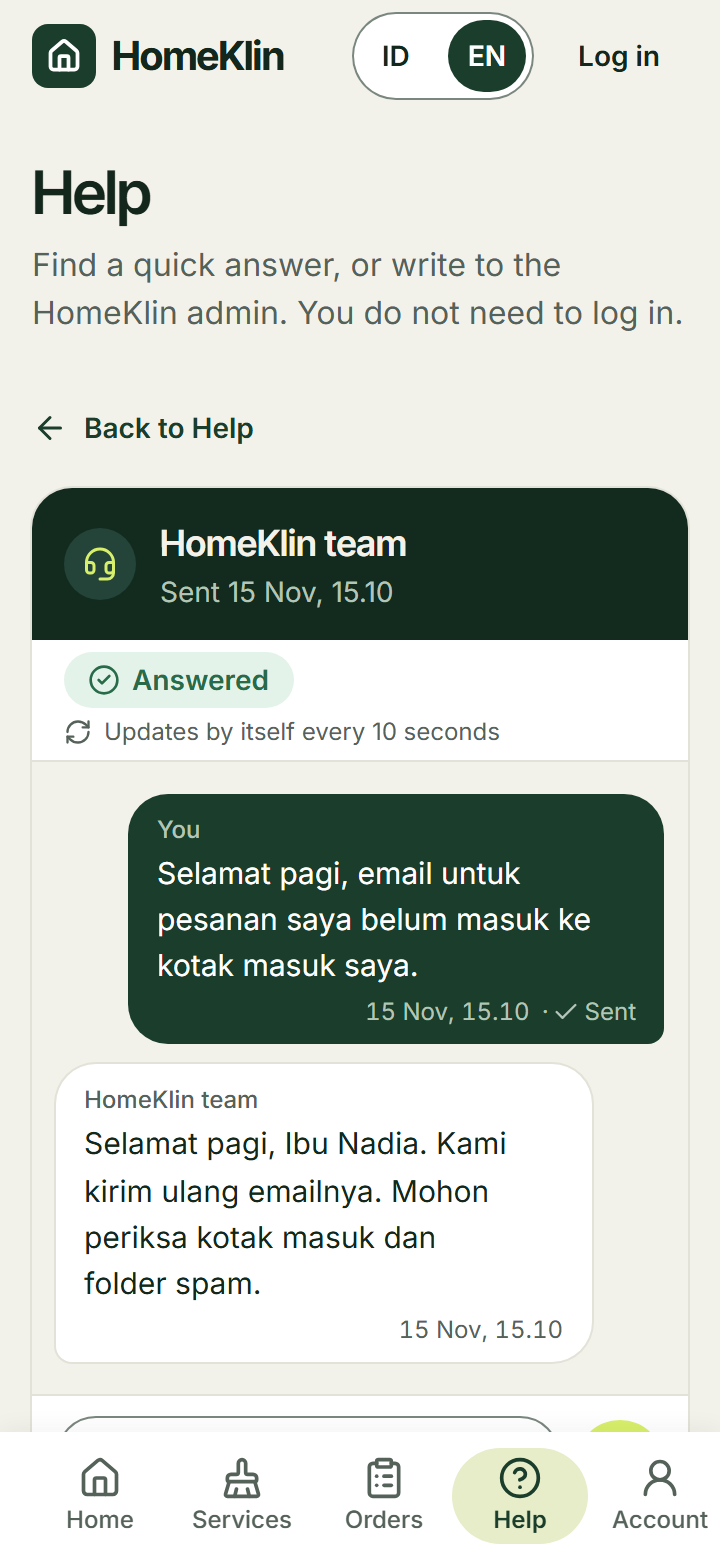 HomeKlin
ID
EN
Log in
Help
Find a quick answer, or write to the
HomeKlin admin. You do not need to log in.
Back to Help
HomeKlin team
Sent 15 Nov, 15.10
Answered
Updates by itself every 10 seconds
You
Selamat pagi, email untuk
pesanan saya belum masuk ke
kotak masuk saya.
15 Nov, 15.10 · Sent
HomeKlin team
Selamat pagi, Ibu Nadia. Kami
kirim ulang emailnya. Mohon
periksa kotak masuk dan
folder spam.
15 Nov, 15.10
Home
Services
Orders
Help
Account